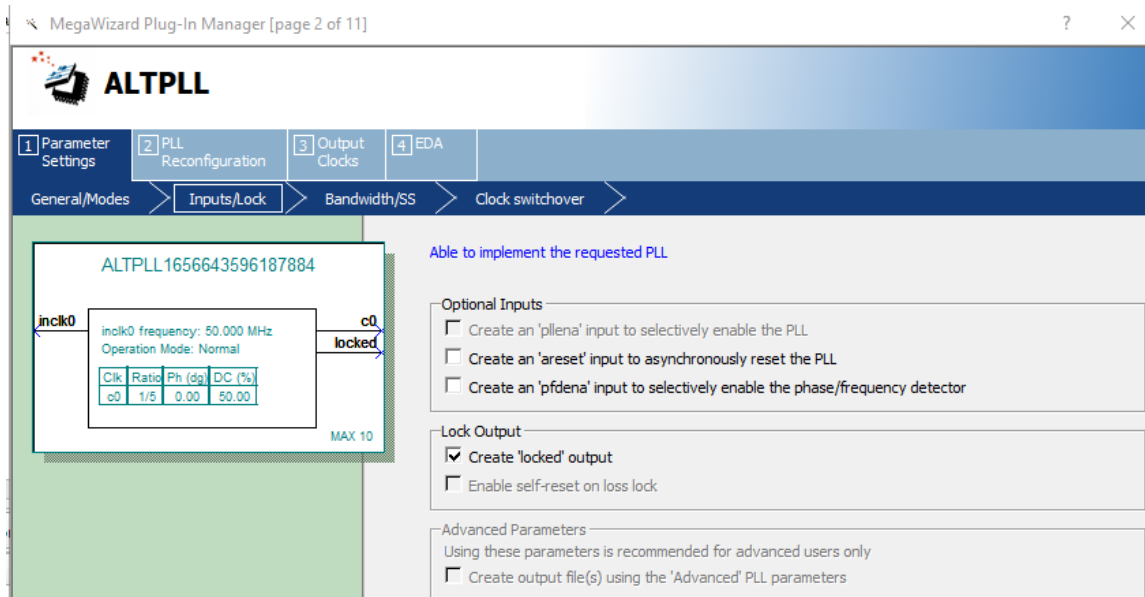 MegaWizard Plug-In Manager [page 2 of 11]
?
ALTPLL
1 Parameter Settings
2 PLL Reconfiguration
3 Output Clocks
4 EDA
General/Modes
Inputs/Lock
Bandwidth/SS
Clock switchover
ALTPLL1656643596187884
inclk0
inclk0 frequency: 50.000 MHz
Operation Mode: Normal
Clk Ratio Ph (dg) DC (%)
c0 1/5 0.00 50.00
c0
locked
MAX 10
Able to implement the requested PLL
Optional Inputs
Create an 'pllena' input to selectively enable the PLL
Create an 'areset' input to asynchronously reset the PLL
Create an 'pfdena' input to selectively enable the phase/frequency detector
Lock Output
Create 'locked' output
Enable self-reset on loss lock
Advanced Parameters
Using these parameters is recommended for advanced users only
Create output file(s) using the 'Advanced' PLL parameters